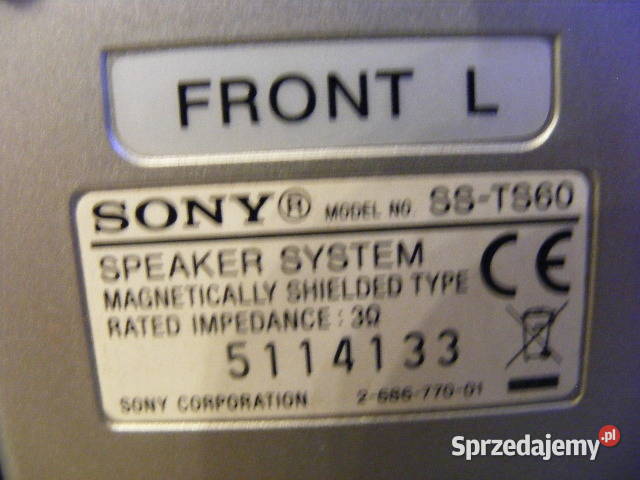 FRONT L
SONY® MODEL NO. SS-TS60
SPEAKER SYSTEM
MAGNETICALLY SHIELDED TYPE
RATED IMPEDANCE : 3Ω
5114133
SONY CORPORATION 2-686-770-01
CE
Sprzedajemy.pl